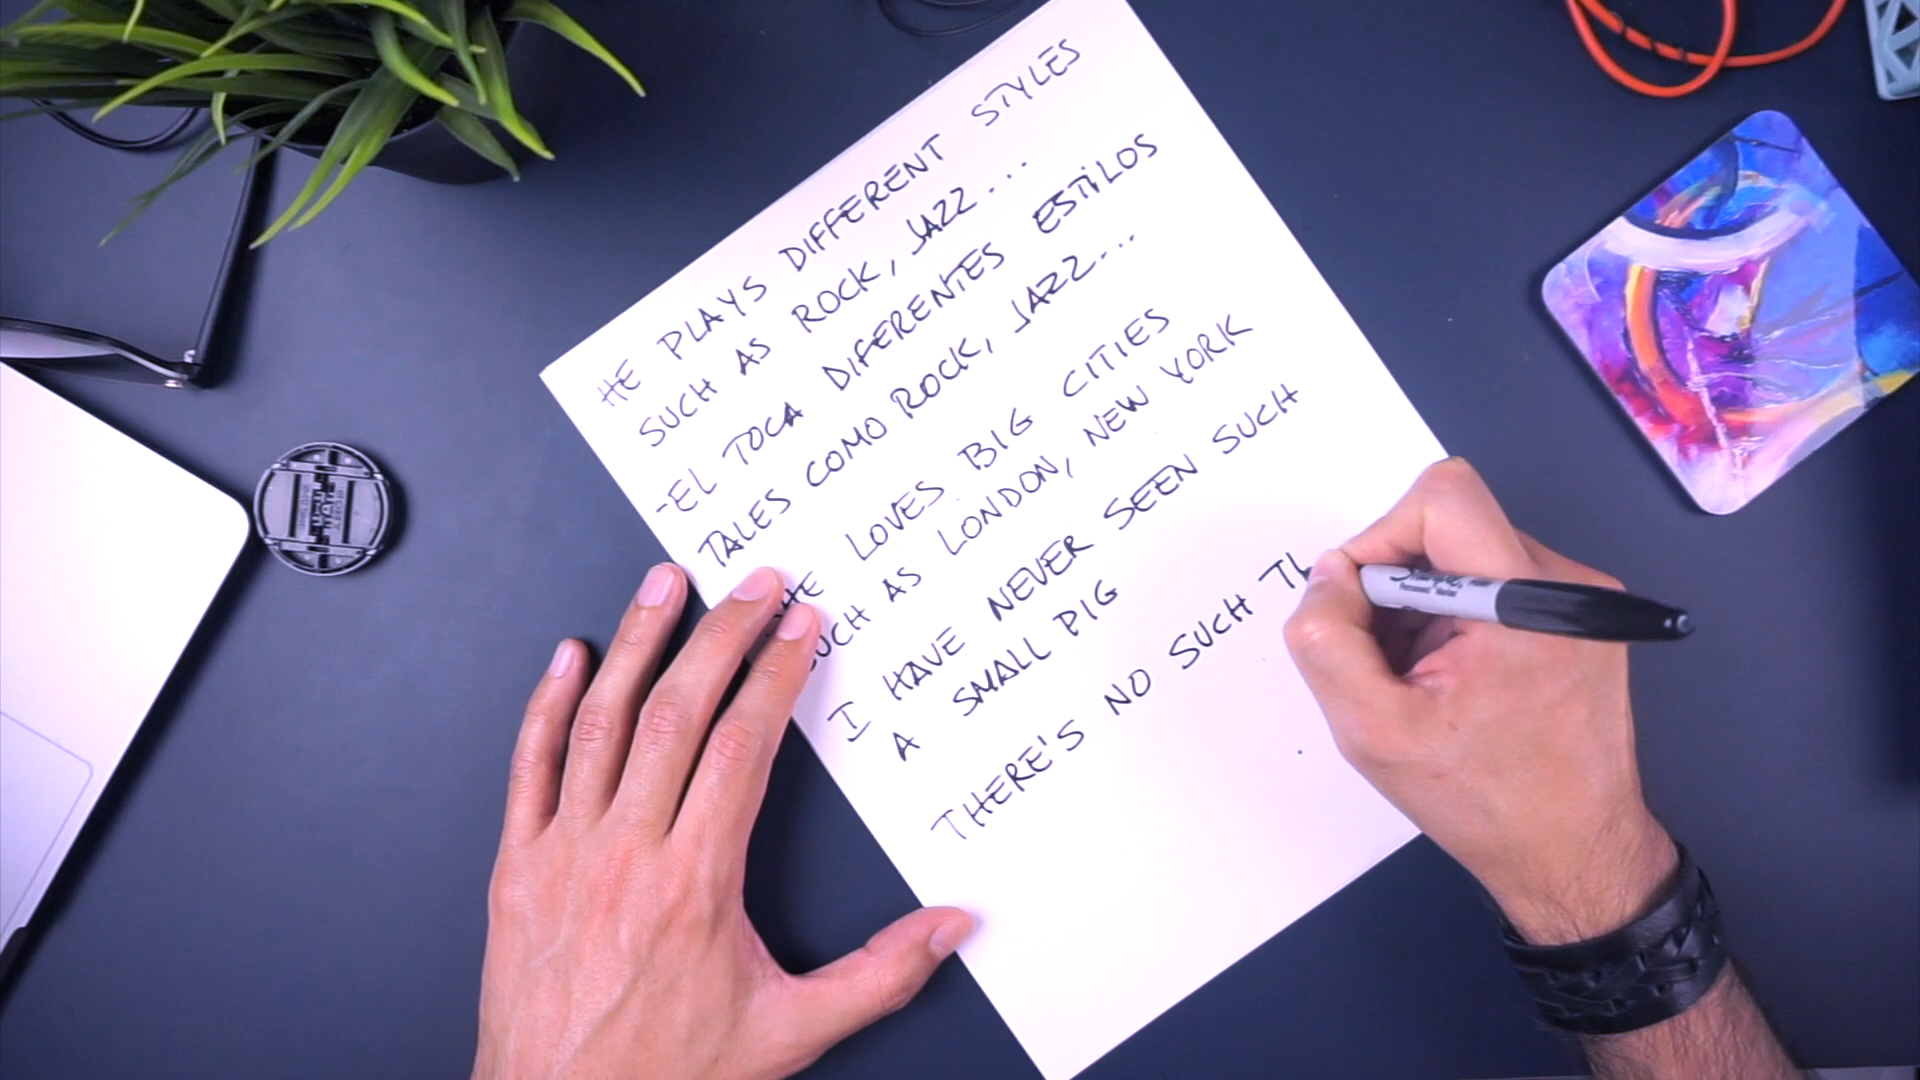 HE PLAYS DIFFERENT STYLES
SUCH AS ROCK, JAZZ...
-EL TOCA DIFERENTES ESTILOS
TALES COMO ROCK, JAZZ...
HE LOVES BIG CITIES
SUCH AS LONDON, NEW YORK
I HAVE NEVER SEEN SUCH
A SMALL PIG
THERE'S NO SUCH
Sharpie